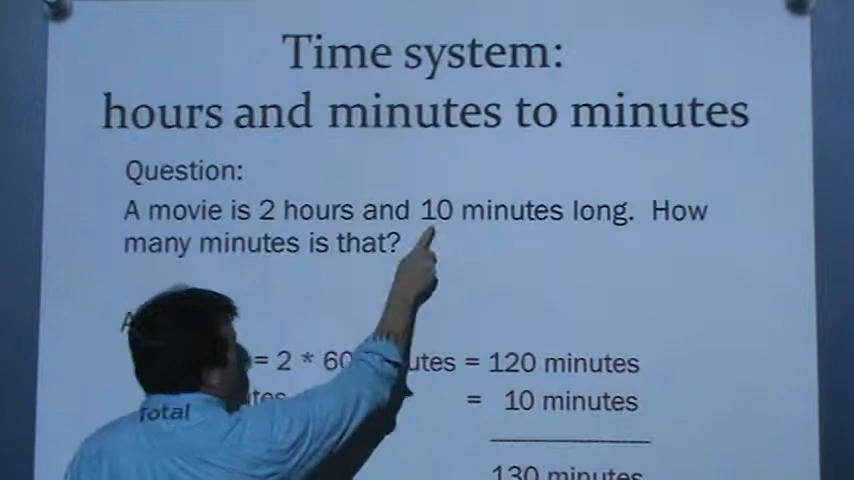 Time system:
hours and minutes to minutes
Question:
A movie is 2 hours and 10 minutes long. How
many minutes is that?
= 2 * 60 utes = 120 minutes
= 10 minutes
Total
130 minutes